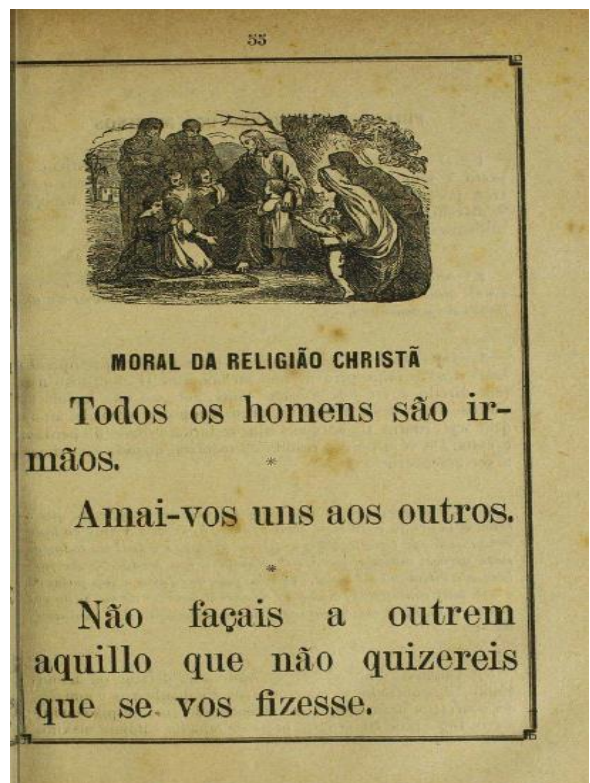 55
MORAL DA RELIGIÃO CHRISTÃ
Todos os homens são ir-
mãos.
*
Amai-vos uns aos outros.
*
Não façais a outrem
aquillo que não quizereis
que se vos fizesse.